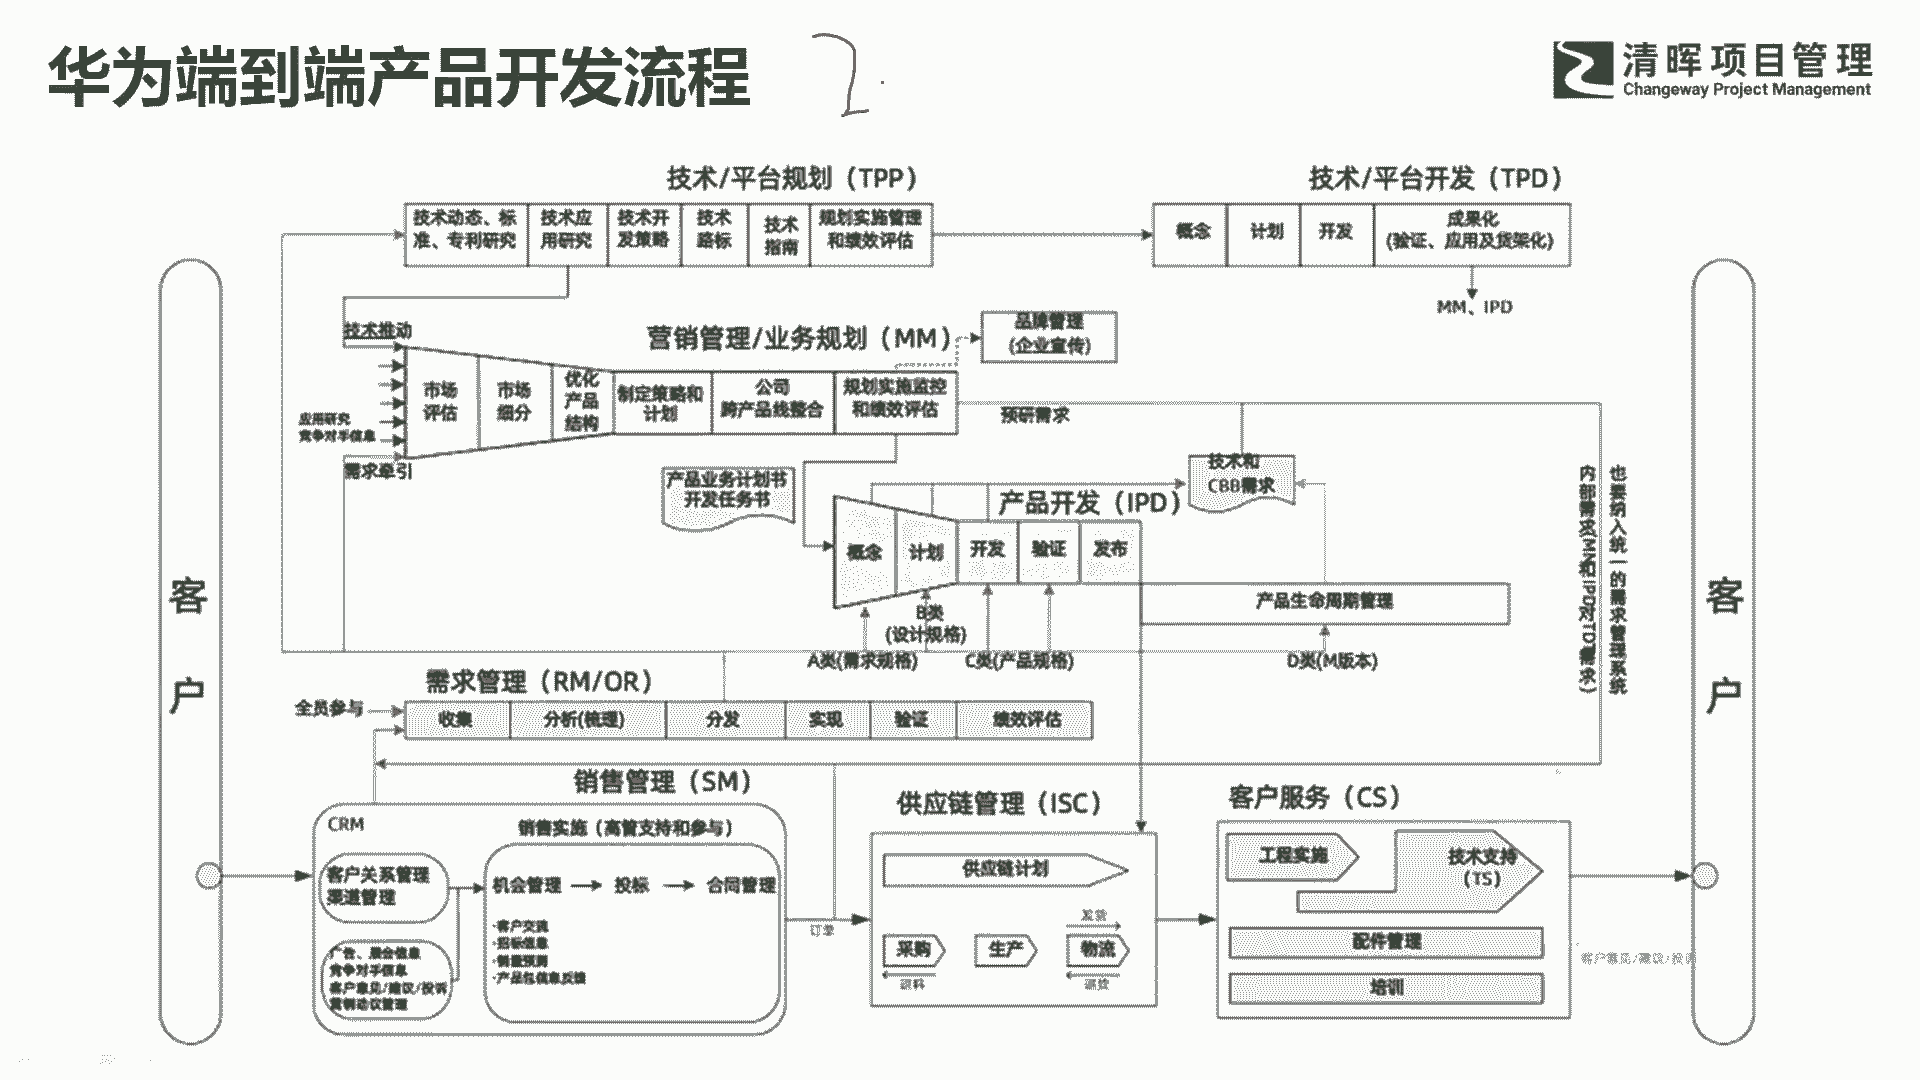 华为端到端产品开发流程
清晖项目管理
Changeway Project Management
技术/平台规划（TPP）
技术/平台开发（TPD）
技术动态、标
准、专利研究
技术应
用研究
技术开
发策略
技术
路标
技术
指南
规划实施管理
和绩效评估
概念
计划
开发
成果化
(验证、应用及货架化)
MM、IPD
技术推动
营销管理/业务规划（MM）
品牌管理
(企业宣传)
市场
评估
市场
细分
优化
产品
结构
制定策略和
计划
公司
跨产品线整合
规划实施监控
和绩效评估
预研需求
应用研究
竞争对手信息
需求牵引
产品业务计划书
开发任务书
技术和
CBB需求
产品开发（IPD）
概念
计划
开发
验证
发布
产品生命周期管理
B类
(设计规格)
A类(需求规格)
C类(产品规格)
D类(M版本)
也要纳入统一的需求管理系统
客户
客户
需求管理（RM/OR）
全员参与
收集
分析(梳理)
分发
实现
验证
绩效评估
销售管理（SM）
供应链管理（ISC）
客户服务（CS）
CRM
销售实施（高管支持和参与）
客户关系管理
渠道管理
机会管理
投标
合同管理
·客户交流
·招标信息
·销量预测
·产品包信息反馈
广告、展会信息
竞争对手信息
客户意见/建议/投诉
营销活动管理
订单
供应链计划
发货
采购
生产
物流
工程实施
技术支持
(TS)
配件管理
培训
客户意见/建议/投诉